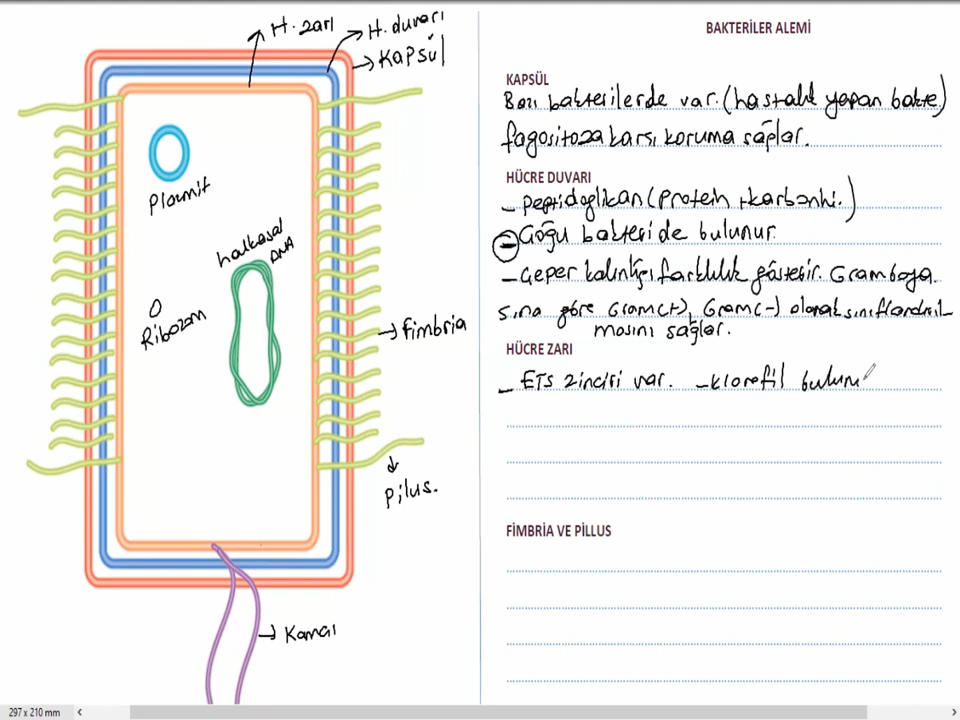 H. zarı
H. duvarı
Kapsül
Plazmit
halkasal
DNA
Ribozom
fimbria
Pilus.
Kamçı
BAKTERİLER ALEMİ
KAPSÜL
Bazı bakterilerde var. (hastalık yapan bakte.)
fagositoza karşı koruma sağlar.
HÜCRE DUVARI
- Peptidoglikan (Protein + karbonhi.)
- Çoğu bakteride bulunur.
- Çeper kalınlığı farklılık gösterir. Gram boya
sına göre Gram(+), Gram(-) olarak sınıflandırıl
masını sağlar.
HÜCRE ZARI
- ETS zinciri var. - Klorofil bulunu
FİMBRİA VE PİLLUS
297 x 210 mm